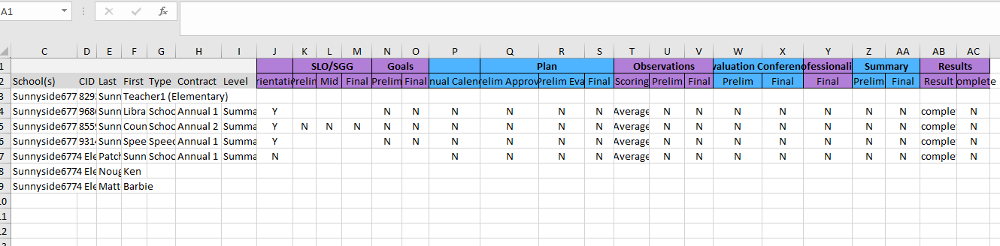 A1 fx
C D E F G H I J K L M N O P Q R S T U V W X Y Z AA AB AC
1 SLO/SGG Goals Plan Observations valuation Conferenc ofessionali Summary Results
2 School(s) CID Last First Type Contract Level rientatio Prelim Mid Final Prelim Final nual Calend relim Approv Prelim Eva Final Scoring Prelim Final Prelim Final Final Prelim Final Result omplete
3 Sunnyside677 829 Sunn Teacher1 (Elementary)
4 Sunnyside677 968 Sunn Libra Schoo Annual 1 Summa Y N N N N N N Average N N N N N N N complet N
5 Sunnyside677 855 Sunn Coun Schoo Annual 2 Summa Y N N N N N N N N N Average N N N N N N N complet N
6 Sunnyside677 931 Sunn Spee Speec Annual 1 Summa Y N N N N N N Average N N N N N N N complet N
7 Sunnyside6774 Ele Patch Sunn Schoo Annual 1 Summa N N N N N Average N N N N N N N complet N
8 Sunnyside6774 Ele Noug Ken
9 Sunnyside6774 Ele Matt Barbie
10
11
12